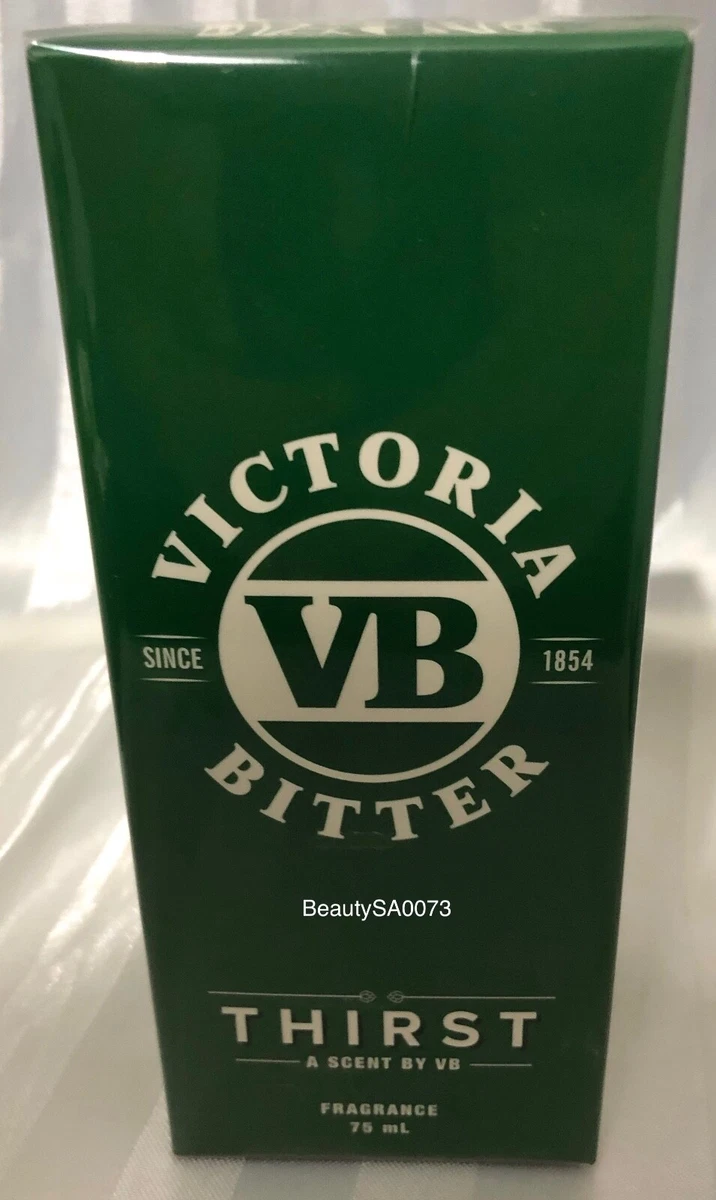 VICTORIA
VB
SINCE 1854
BITTER
BeautySA0073
THIRST
A SCENT BY VB
FRAGRANCE
75 mL